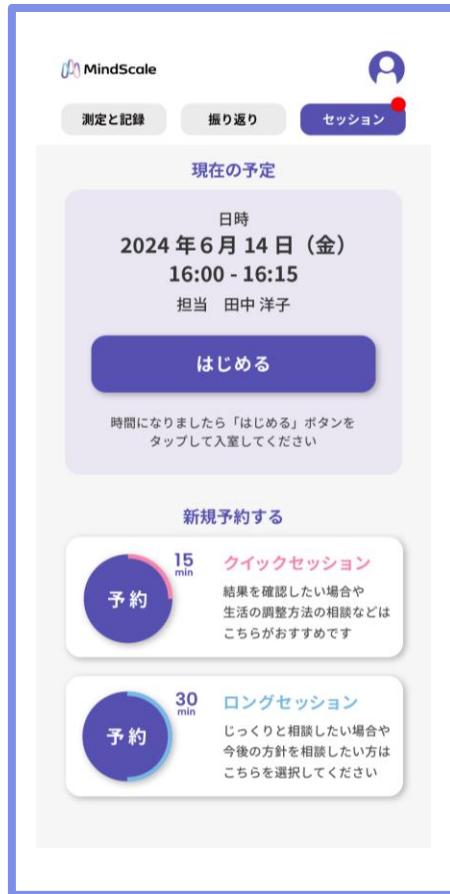 MindScale
測定と記録
振り返り
セッション
現在の予定
日時
2024 年 6 月 14 日（金）
16:00 - 16:15
担当　田中 洋子
はじめる
時間になりましたら「はじめる」ボタンを
タップして入室してください
新規予約する
予約
15
min
クイックセッション
結果を確認したい場合や
生活の調整方法の相談などは
こちらがおすすめです
予約
30
min
ロングセッション
じっくりと相談したい場合や
今後の方針を相談したい方は
こちらを選択してください